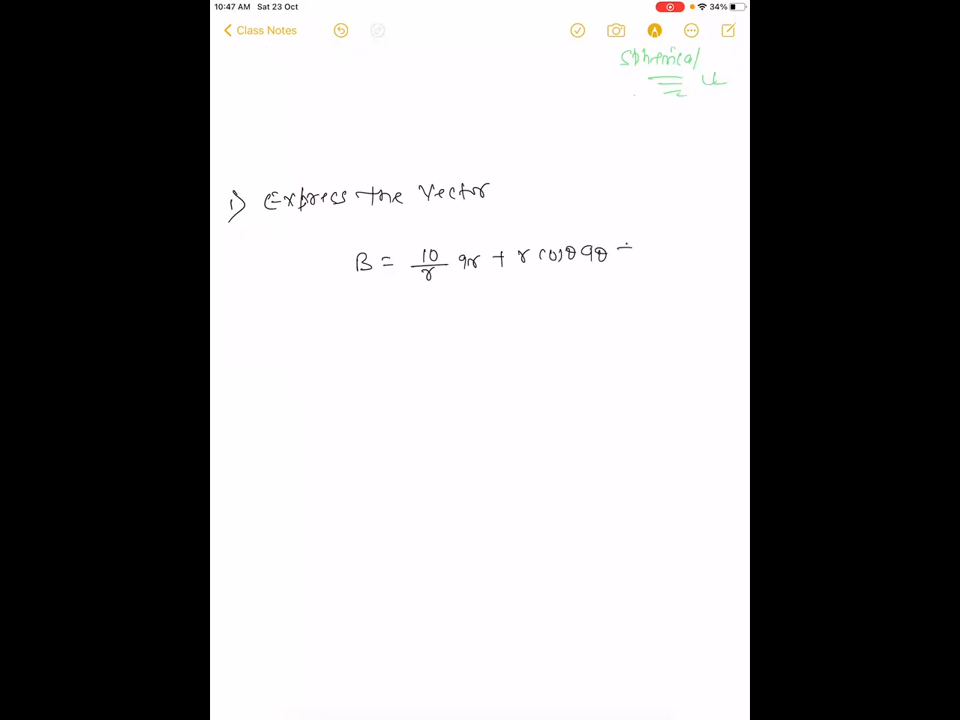 10:47 AM Sat 23 Oct 34%
Class Notes
Spherical
1) Express the Vector
B = 10/r ar + r cosθ aθ